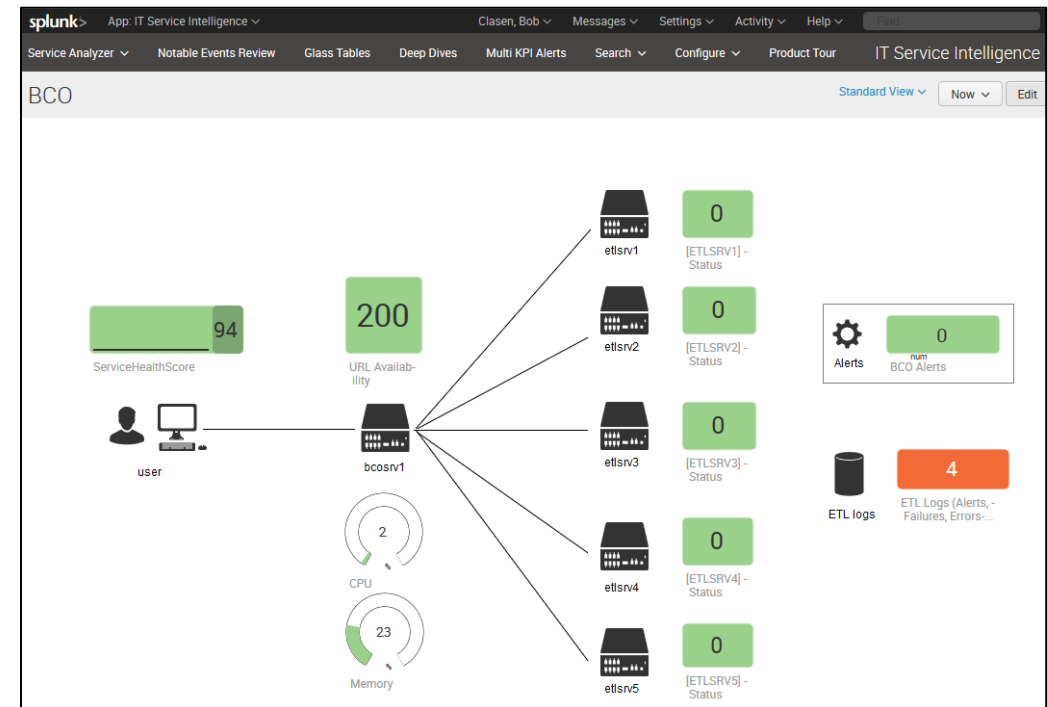 splunk> App: IT Service Intelligence Clasen, Bob Messages Settings Activity Help Find
Service Analyzer Notable Events Review Glass Tables Deep Dives Multi KPI Alerts Search Configure Product Tour IT Service Intelligence
BCO Standard View Now Edit
94
ServiceHealthScore
user
200
URL Availab-
ility
bcosrv1
2
%
CPU
23
%
Memory
etlsrv1
0
[ETLSRV1] -
Status
etlsrv2
0
[ETLSRV2] -
Status
etlsrv3
0
[ETLSRV3] -
Status
etlsrv4
0
[ETLSRV4] -
Status
etlsrv5
0
[ETLSRV5] -
Status
Alerts
0
num
BCO Alerts
ETL logs
4
ETL Logs (Alerts, -
Failures, Errors-...